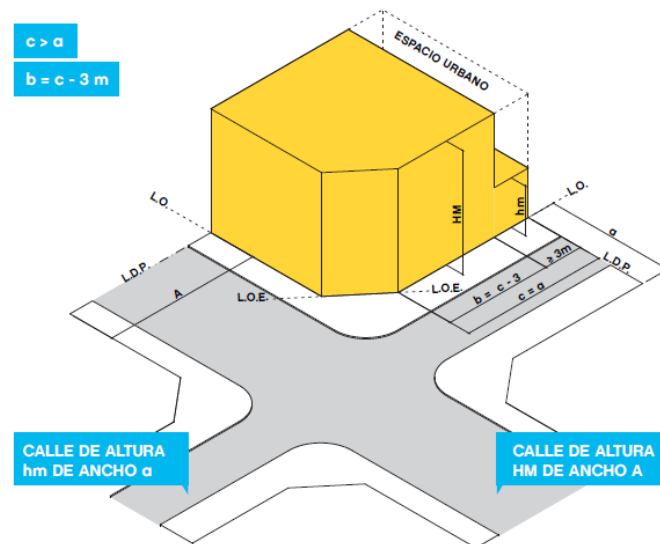 c > a
b = c - 3 m
ESPACIO URBANO
L.O.
L.O.
HM
hm
a
L.D.P.
L.D.P.
≥ 3m
A
L.O.E.
L.O.E.
b = c - 3
c = a
CALLE DE ALTURA
hm DE ANCHO a
CALLE DE ALTURA
HM DE ANCHO A